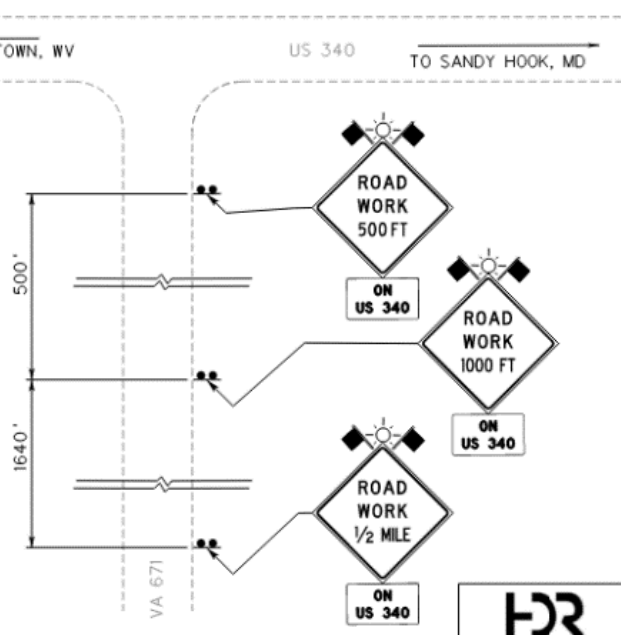 TOWN, WV
US 340
TO SANDY HOOK, MD
ROAD
WORK
500 FT
ON
US 340
500'
ROAD
WORK
1000 FT
ON
US 340
1640'
ROAD
WORK
1/2 MILE
ON
US 340
VA 671
HDR